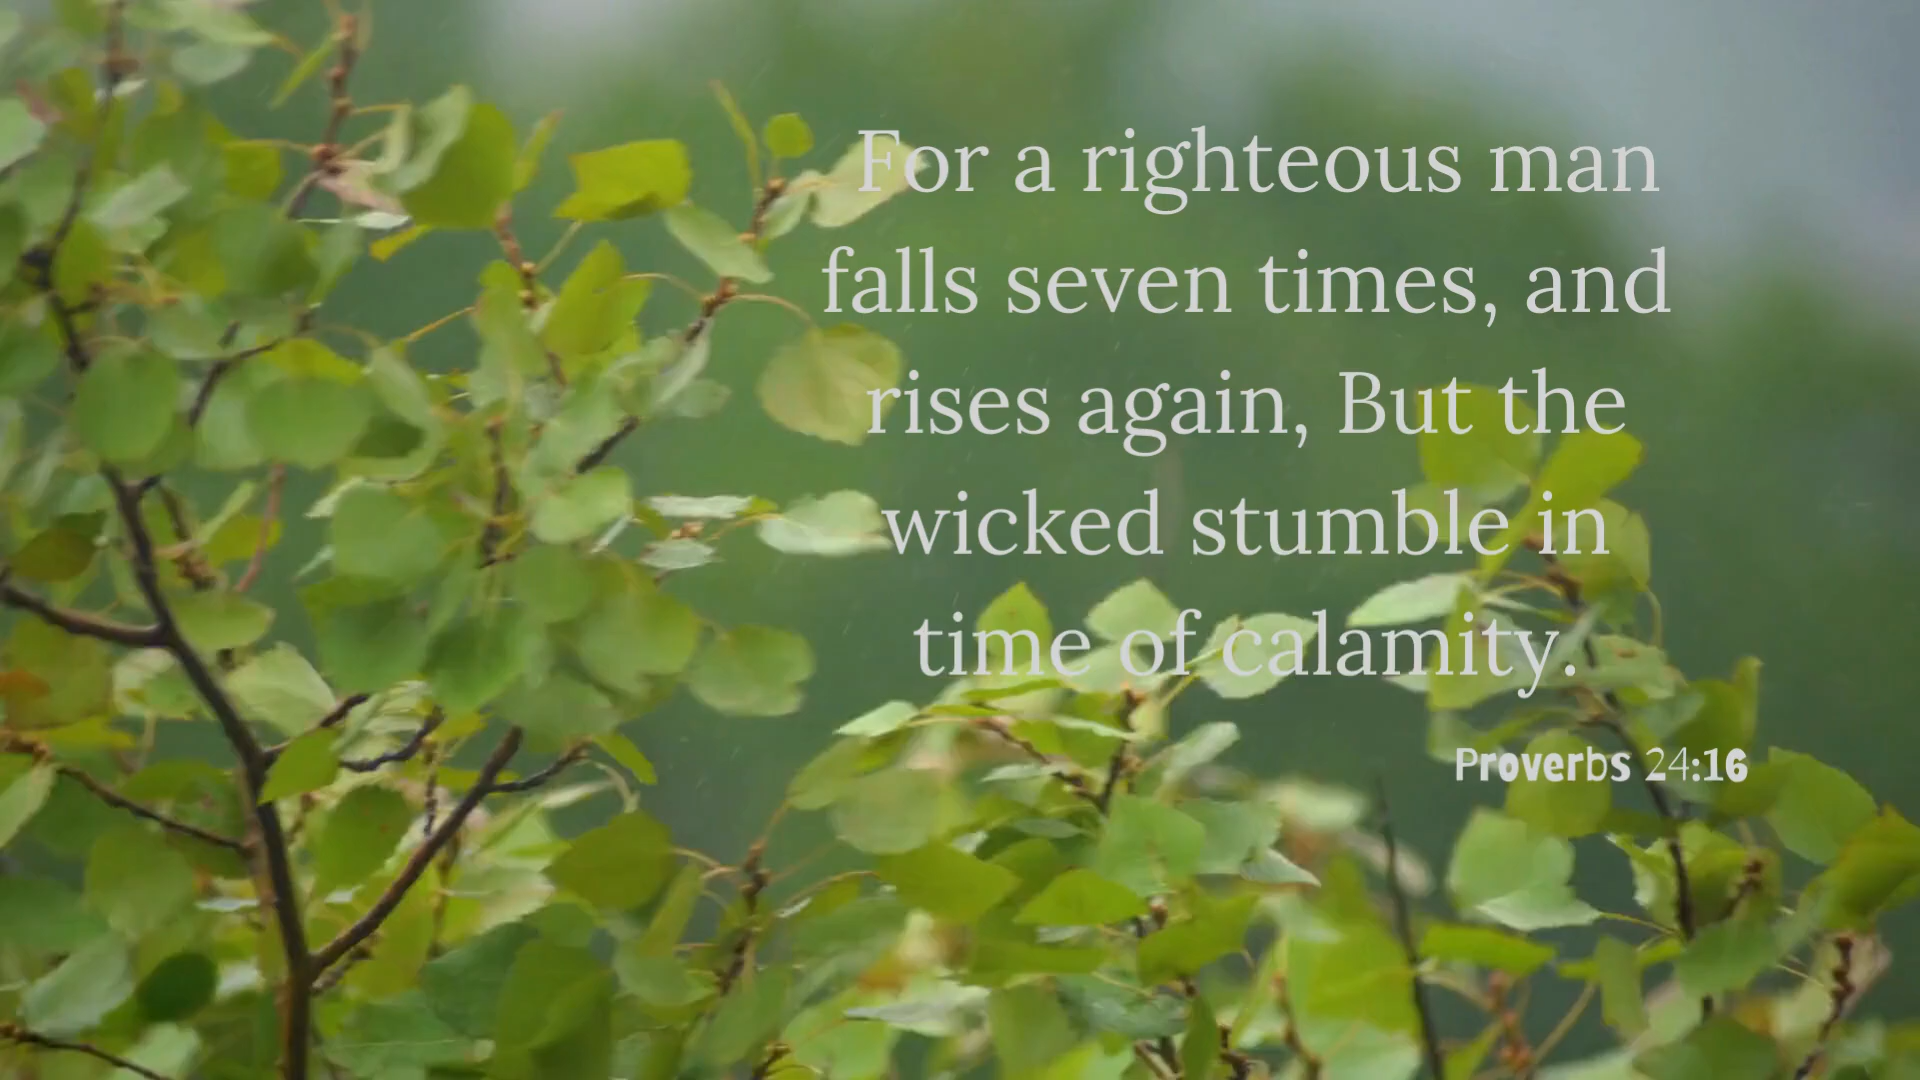 For a righteous man
falls seven times, and
rises again, But the
wicked stumble in
time of calamity.
Proverbs 24:16